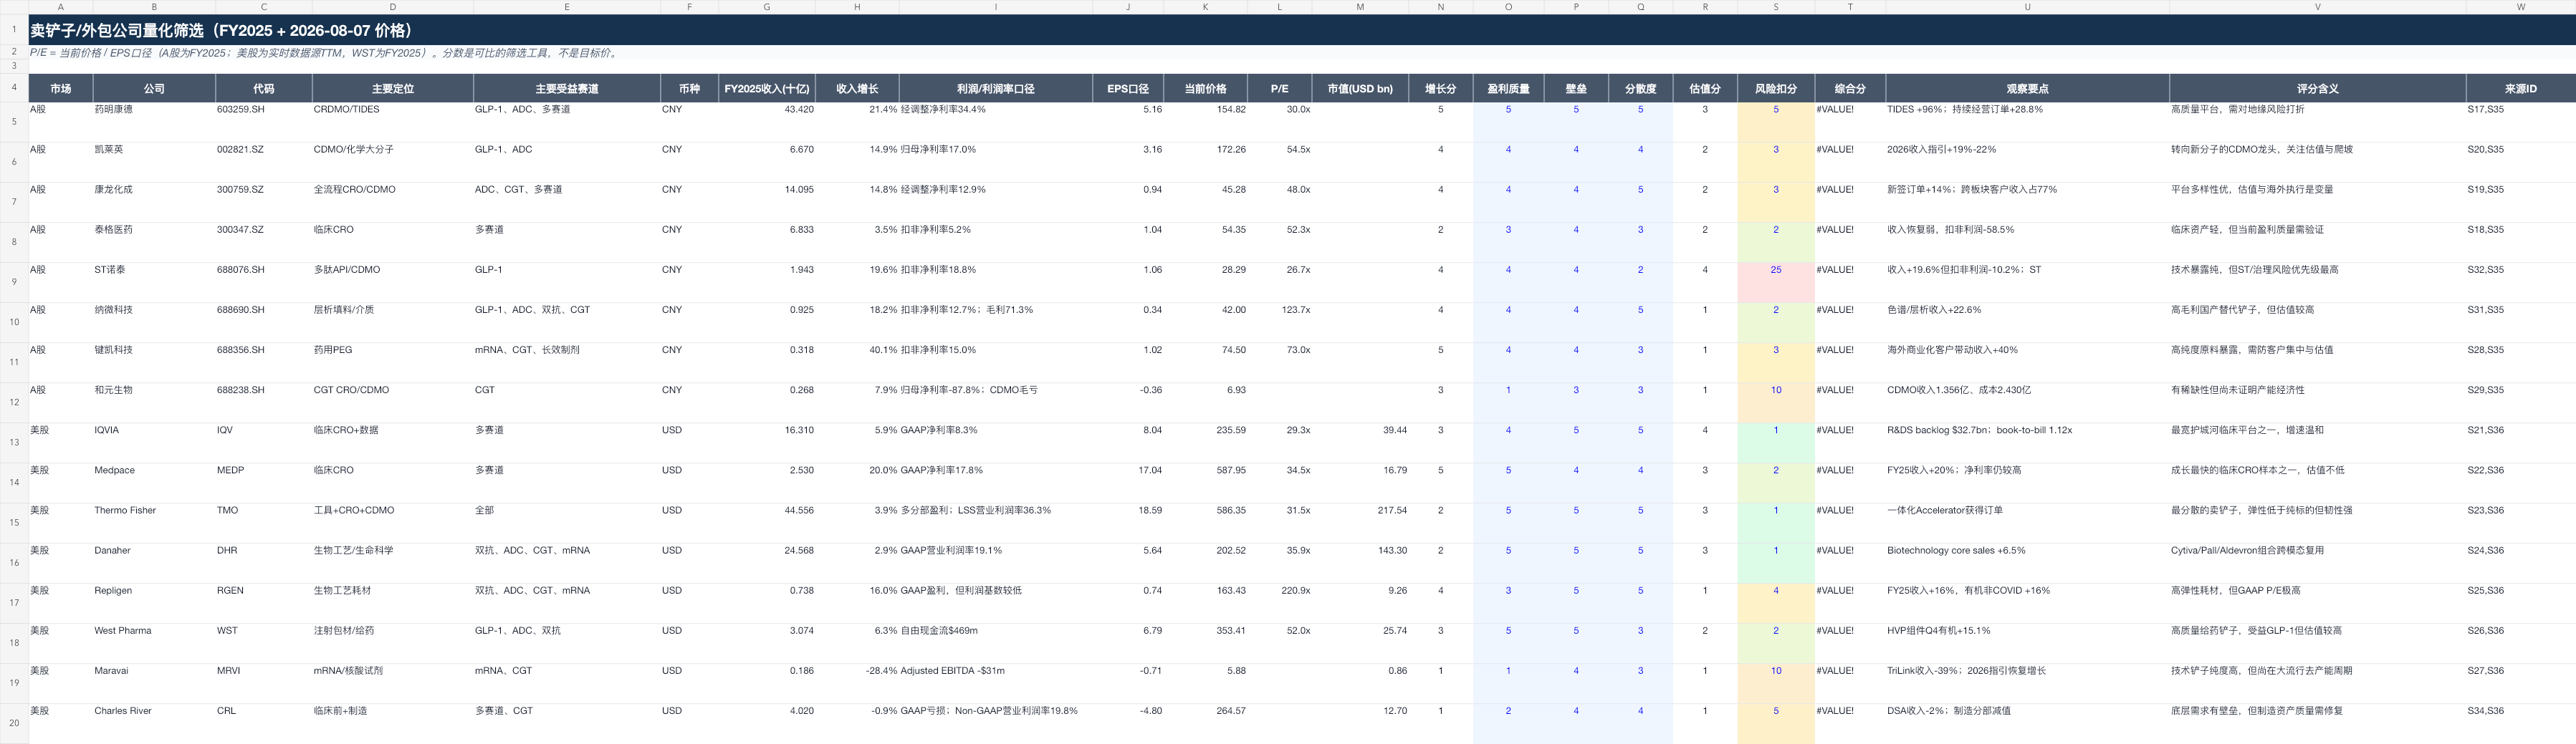 A B C D E F G H I J K L M N O P Q R S T U V W
1 卖铲子/外包公司量化筛选（FY2025 + 2026-08-07 价格）
2 P/E = 当前价格 / EPS口径（A股为FY2025；美股为实时数据源TTM，WST为FY2025）。分数是可比的筛选工具，不是目标价。
3
4 市场 公司 代码 主要定位 主要受益赛道 币种 FY2025收入(十亿) 收入增长 利润/利润率口径 EPS口径 当前价格 P/E 市值(USD bn) 增长分 盈利质量 壁垒 分散度 估值分 风险扣分 综合分 观察要点 评分含义 来源ID
5 A股 药明康德 603259.SH CRDMO/TIDES GLP-1、ADC、多赛道 CNY 43.420 21.4% 经调整净利率34.4% 5.16 154.82 30.0x 5 5 5 5 3 5 #VALUE! TIDES +96%；持续经营订单+28.8% 高质量平台，需对地缘风险打折 S17,S35
6 A股 凯莱英 002821.SZ CDMO/化学大分子 GLP-1、ADC CNY 6.670 14.9% 归母净利率17.0% 3.16 172.26 54.5x 4 4 4 4 2 3 #VALUE! 2026收入指引+19%-22% 转向新分子的CDMO龙头，关注估值与爬坡 S20,S35
7 A股 康龙化成 300759.SZ 全流程CRO/CDMO ADC、CGT、多赛道 CNY 14.095 14.8% 经调整净利率12.9% 0.94 45.28 48.0x 4 4 4 5 2 3 #VALUE! 新签订单+14%；跨板块客户收入占77% 平台多样性优，估值与海外执行是变量 S19,S35
8 A股 泰格医药 300347.SZ 临床CRO 多赛道 CNY 6.833 3.5% 扣非净利率5.2% 1.04 54.35 52.3x 2 3 4 3 2 2 #VALUE! 收入恢复弱，扣非利润-58.5% 临床资产轻，但当前盈利质量需验证 S18,S35
9 A股 ST诺泰 688076.SH 多肽API/CDMO GLP-1 CNY 1.943 19.6% 扣非净利率18.8% 1.06 28.29 26.7x 4 4 4 2 4 25 #VALUE! 收入+19.6%但扣非利润-10.2%；ST 技术暴露纯，但ST/治理风险优先级最高 S32,S35
10 A股 纳微科技 688690.SH 层析填料/介质 GLP-1、ADC、双抗、CGT CNY 0.925 18.2% 扣非净利率12.7%；毛利71.3% 0.34 42.00 123.7x 4 4 4 5 1 2 #VALUE! 色谱/层析收入+22.6% 高毛利国产替代铲子，但估值较高 S31,S35
11 A股 键凯科技 688356.SH 药用PEG mRNA、CGT、长效制剂 CNY 0.318 40.1% 扣非净利率15.0% 1.02 74.50 73.0x 5 4 4 3 1 3 #VALUE! 海外商业化客户带动收入+40% 高纯度原料暴露，需防客户集中与估值 S28,S35
12 A股 和元生物 688238.SH CGT CRO/CDMO CGT CNY 0.268 7.9% 归母净利率-87.8%；CDMO毛亏 -0.36 6.93 3 1 3 3 1 10 #VALUE! CDMO收入1.356亿、成本2.430亿 有稀缺性但尚未证明产能经济性 S29,S35
13 美股 IQVIA IQV 临床CRO+数据 多赛道 USD 16.310 5.9% GAAP净利率8.3% 8.04 235.59 29.3x 39.44 3 4 5 5 4 1 #VALUE! R&DS backlog $32.7bn；book-to-bill 1.12x 最宽护城河临床平台之一，增速温和 S21,S36
14 美股 Medpace MEDP 临床CRO 多赛道 USD 2.530 20.0% GAAP净利率17.8% 17.04 587.95 34.5x 16.79 5 5 4 4 3 2 #VALUE! FY25收入+20%；净利率仍较高 成长最快的临床CRO样本之一，估值不低 S22,S36
15 美股 Thermo Fisher TMO 工具+CRO+CDMO 全部 USD 44.556 3.9% 多分部盈利；LSS营业利润率36.3% 18.59 586.35 31.5x 217.54 2 5 5 5 3 1 #VALUE! 一体化Accelerator获得订单 最分散的卖铲子，弹性低于纯标的但韧性强 S23,S36
16 美股 Danaher DHR 生物工艺/生命科学 双抗、ADC、CGT、mRNA USD 24.568 2.9% GAAP营业利润率19.1% 5.64 202.52 35.9x 143.30 2 5 5 5 3 1 #VALUE! Biotechnology core sales +6.5% Cytiva/Pall/Aldevron组合跨模态复用 S24,S36
17 美股 Repligen RGEN 生物工艺耗材 双抗、ADC、CGT、mRNA USD 0.738 16.0% GAAP盈利，但利润基数较低 0.74 163.43 220.9x 9.26 4 3 5 5 1 4 #VALUE! FY25收入+16%，有机非COVID +16% 高弹性耗材，但GAAP P/E极高 S25,S36
18 美股 West Pharma WST 注射包材/给药 GLP-1、ADC、双抗 USD 3.074 6.3% 自由现金流$469m 6.79 353.41 52.0x 25.74 3 5 5 3 2 2 #VALUE! HVP组件Q4有机+15.1% 高质量给药铲子，受益GLP-1但估值较高 S26,S36
19 美股 Maravai MRVI mRNA/核酸试剂 mRNA、CGT USD 0.186 -28.4% Adjusted EBITDA -$31m -0.71 5.88 0.86 1 1 4 3 1 10 #VALUE! TriLink收入-39%；2026指引恢复增长 技术铲子纯度高，但尚在大流行去产能周期 S27,S36
20 美股 Charles River CRL 临床前+制造 多赛道、CGT USD 4.020 -0.9% GAAP亏损；Non-GAAP营业利润率19.8% -4.80 264.57 12.70 1 2 4 4 1 5 #VALUE! DSA收入-2%；制造分部减值 底层需求有壁垒，但制造资产质量需修复 S34,S36